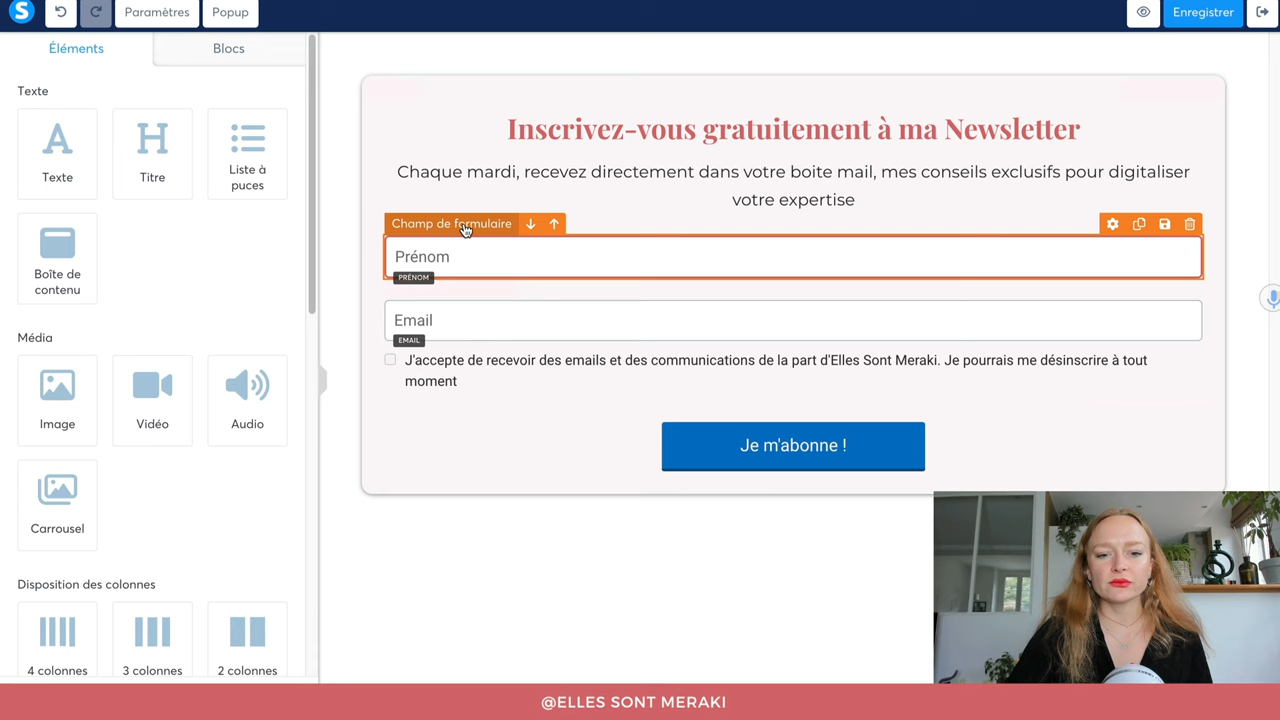 S
Paramètres
Popup
Enregistrer
Éléments
Blocs
Texte
Texte
Titre
Liste à
puces
Boîte de
contenu
Média
Image
Vidéo
Audio
Carrousel
Disposition des colonnes
4 colonnes
3 colonnes
2 colonnes
Inscrivez-vous gratuitement à ma Newsletter
Chaque mardi, recevez directement dans votre boite mail, mes conseils exclusifs pour digitaliser
votre expertise
Champ de formulaire
Prénom
PRÉNOM
Email
EMAIL
J'accepte de recevoir des emails et des communications de la part d'Elles Sont Meraki. Je pourrais me désinscrire à tout
moment
Je m'abonne !
@ELLES SONT MERAKI